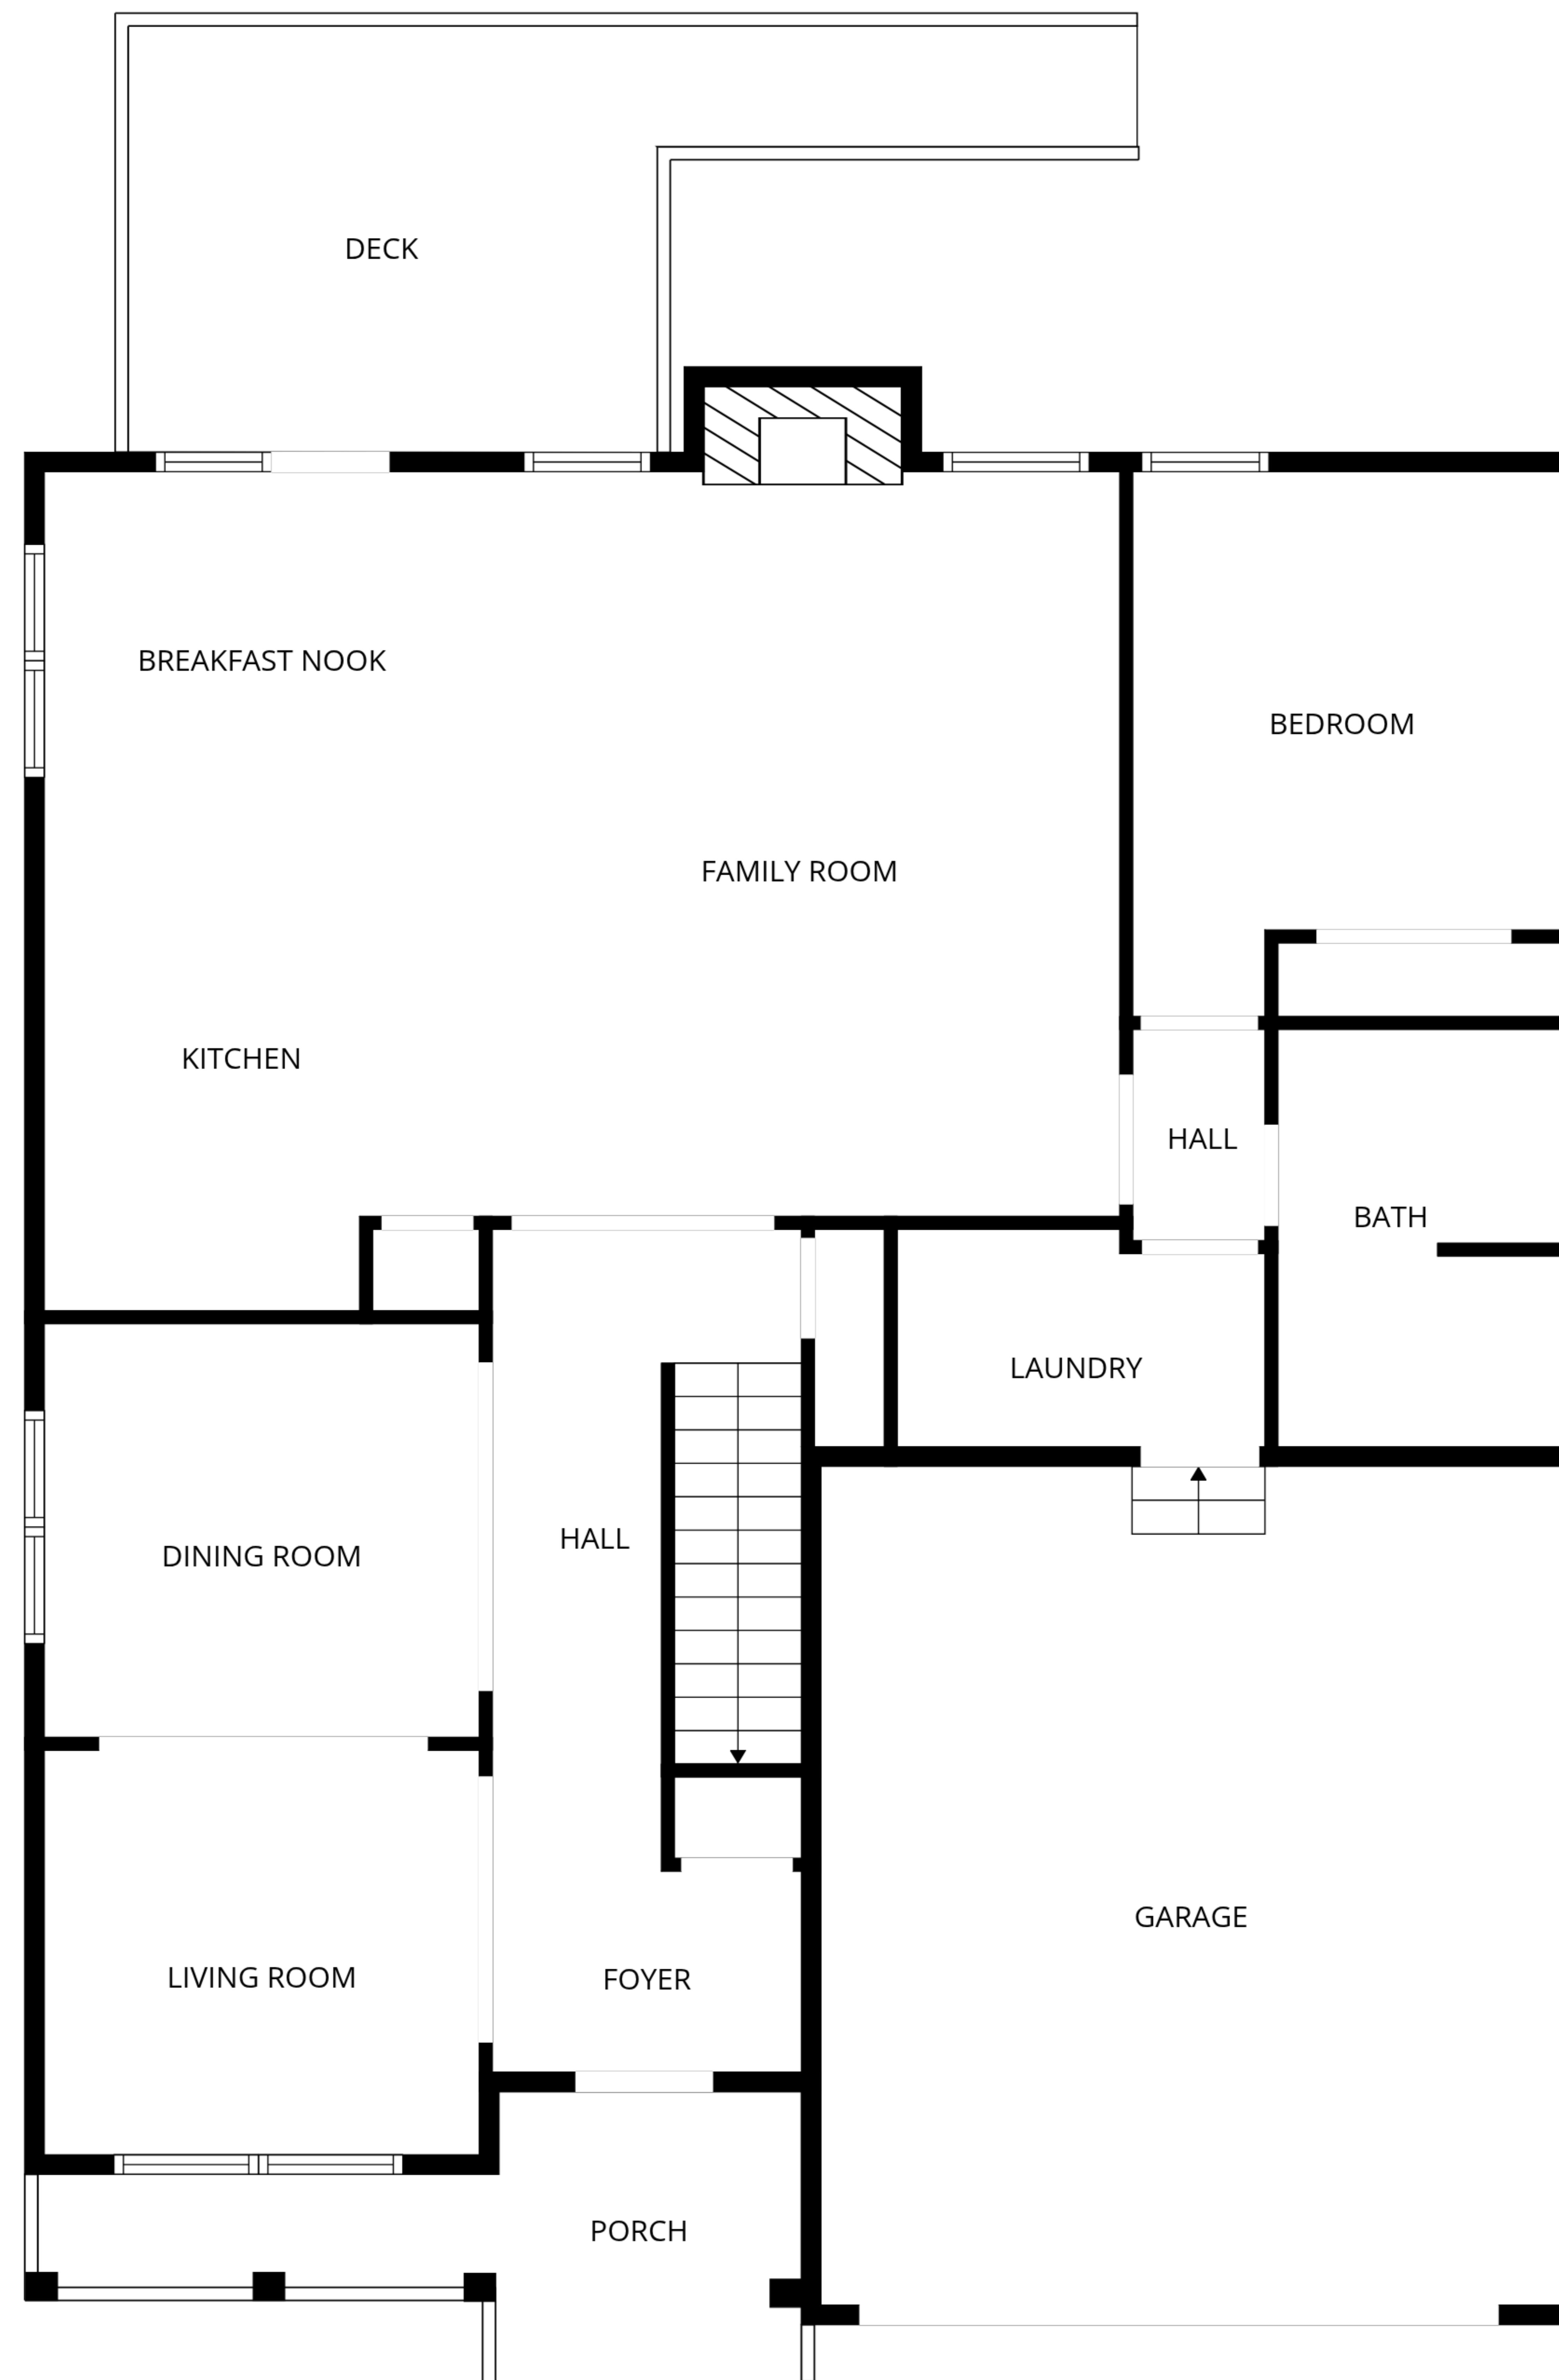 DECK
BREAKFAST NOOK
BEDROOM
FAMILY ROOM
KITCHEN
HALL
BATH
LAUNDRY
HALL
DINING ROOM
GARAGE
LIVING ROOM
FOYER
PORCH